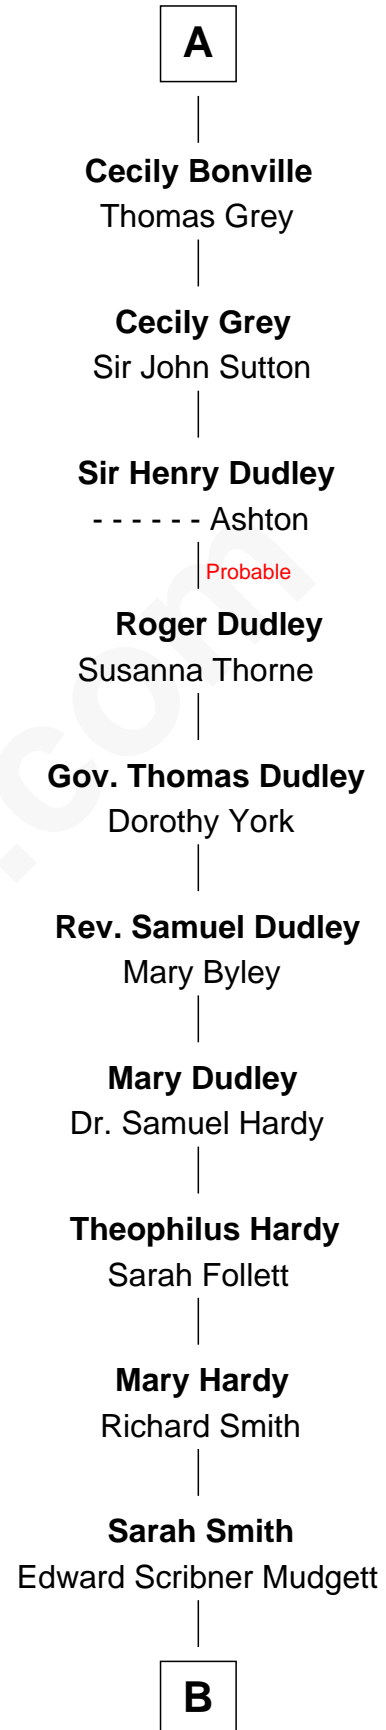 A
Cecily Bonville
Thomas Grey
Cecily Grey
Sir John Sutton
Sir Henry Dudley
- - - - - - Ashton
Probable
Roger Dudley
Susanna Thorne
Gov. Thomas Dudley
Dorothy York
Rev. Samuel Dudley
Mary Byley
Mary Dudley
Dr. Samuel Hardy
Theophilus Hardy
Sarah Follett
Mary Hardy
Richard Smith
Sarah Smith
Edward Scribner Mudgett
B
.com